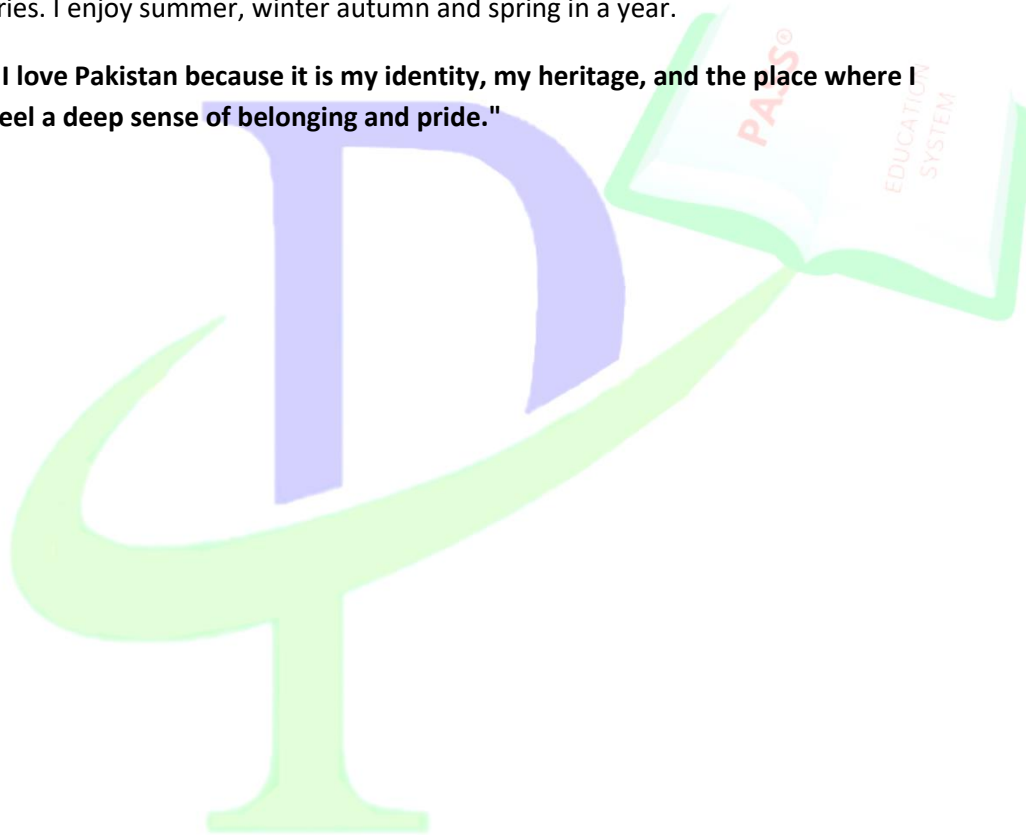 ries. I enjoy summer, winter autumn and spring in a year.
I love Pakistan because it is my identity, my heritage, and the place where I
eel a deep sense of belonging and pride."
PASS®
EDUCATION
SYSTEM